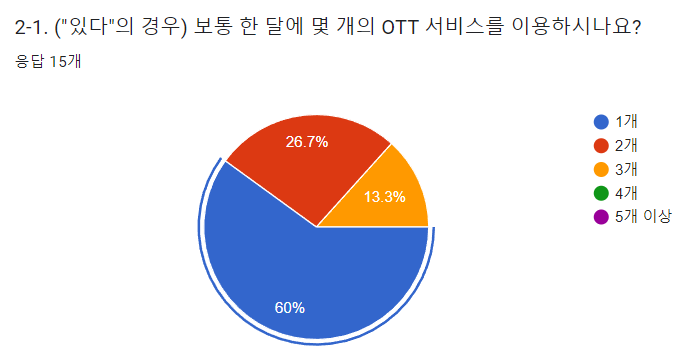 2-1. ("있다"의 경우) 보통 한 달에 몇 개의 OTT 서비스를 이용하시나요?
응답 15개
26.7%
13.3%
60%
1개
2개
3개
4개
5개 이상